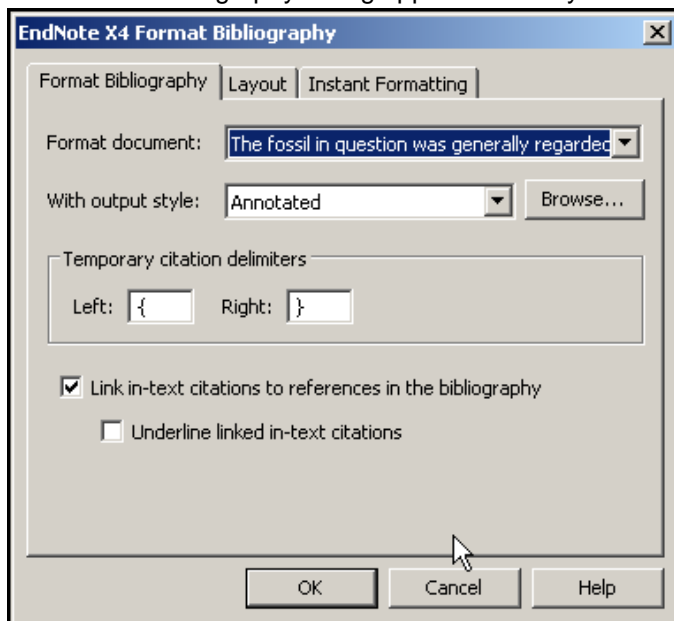 EndNote X4 Format Bibliography
Format Bibliography Layout Instant Formatting
Format document: The fossil in question was generally regarded
With output style: Annotated Browse...
Temporary citation delimiters
Left: { Right: }
Link in-text citations to references in the bibliography
Underline linked in-text citations
OK Cancel Help